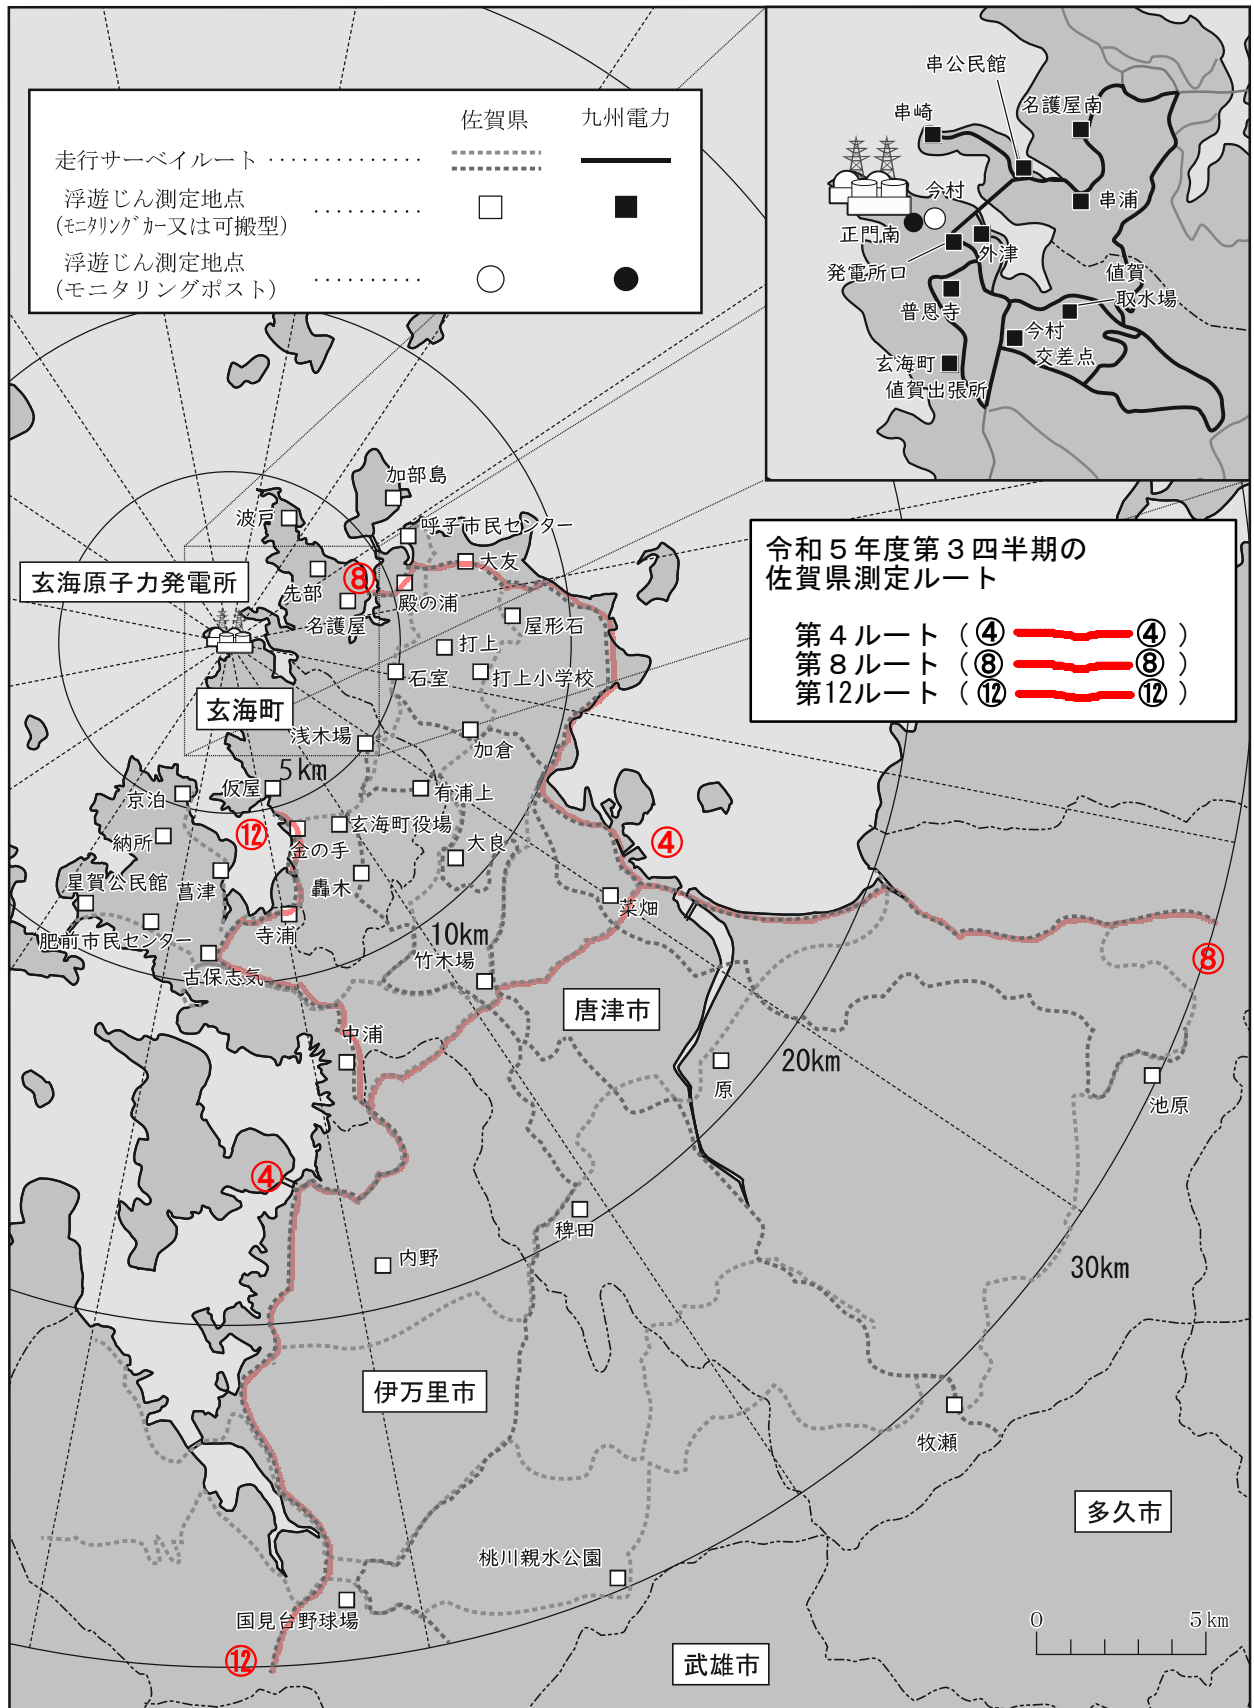 佐賀県
九州電力
走行サーベイルート ‥‥‥‥‥‥‥
浮遊じん測定地点
(ﾓﾆﾀﾘﾝｸﾞｶｰ又は可搬型)
浮遊じん測定地点
(モニタリングポスト)
串公民館
串崎
名護屋南
今村
串浦
正門南
外津
発電所口
値賀
取水場
普恩寺
今村
交差点
玄海町
値賀出張所
加部島
波戸
呼子市民センター
大友
玄海原子力発電所
先部
⑧
殿の浦
名護屋
屋形石
打上
石室
打上小学校
玄海町
浅木場
加倉
5km
仮屋
有浦上
京泊
⑫
玄海町役場
納所
金の手
大良
④
星賀公民館
菖津
轟木
菜畑
肥前市民センター
寺浦
10km
古保志気
竹木場
⑧
唐津市
中浦
20km
原
池原
④
稗田
内野
30km
伊万里市
牧瀬
多久市
桃川親水公園
国見台野球場
⑫
武雄市
0
5km
令和５年度第３四半期の
佐賀県測定ルート
第４ルート（④ ④）
第８ルート（⑧ ⑧）
第12ルート（⑫ ⑫）